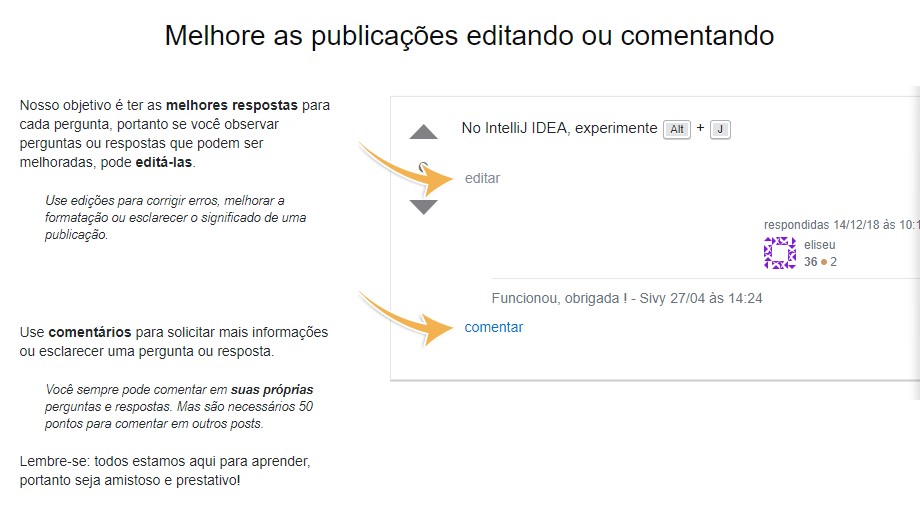 Melhore as publicações editando ou comentando
Nosso objetivo é ter as melhores respostas para
cada pergunta, portanto se você observar
perguntas ou respostas que podem ser
melhoradas, pode editá-las.
Use edições para corrigir erros, melhorar a
formatação ou esclarecer o significado de uma
publicação.
Use comentários para solicitar mais informações
ou esclarecer uma pergunta ou resposta.
Você sempre pode comentar em suas próprias
perguntas e respostas. Mas são necessários 50
pontos para comentar em outros posts.
Lembre-se: todos estamos aqui para aprender,
portanto seja amistoso e prestativo!
No IntelliJ IDEA, experimente Alt + J
editar
respondidas 14/12/18 às
eliseu
36 ● 2
Funcionou, obrigada ! - Sivy 27/04 às 14:24
comentar